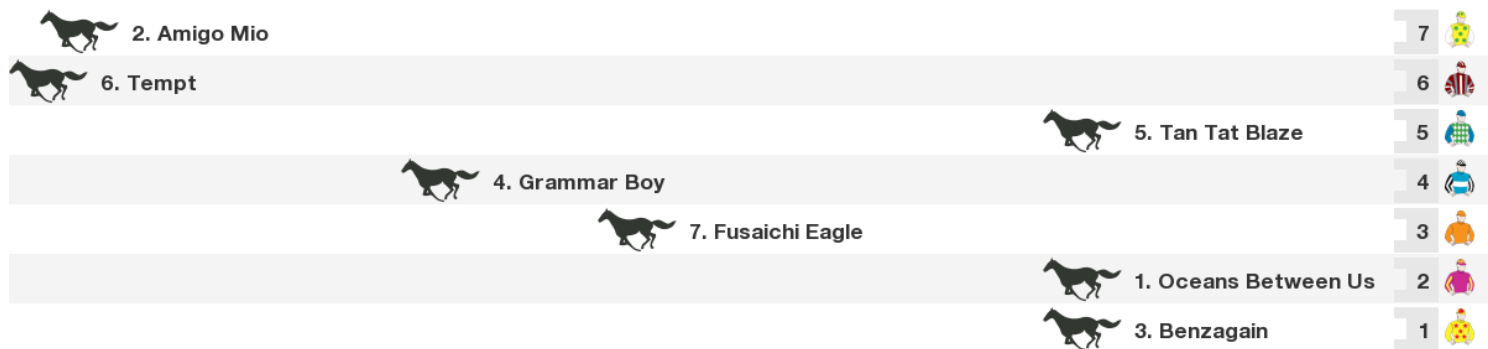 2. Amigo Mio 7
6. Tempt 6
5. Tan Tat Blaze 5
4. Grammar Boy 4
7. Fusaichi Eagle 3
1. Oceans Between Us 2
3. Benzagain 1